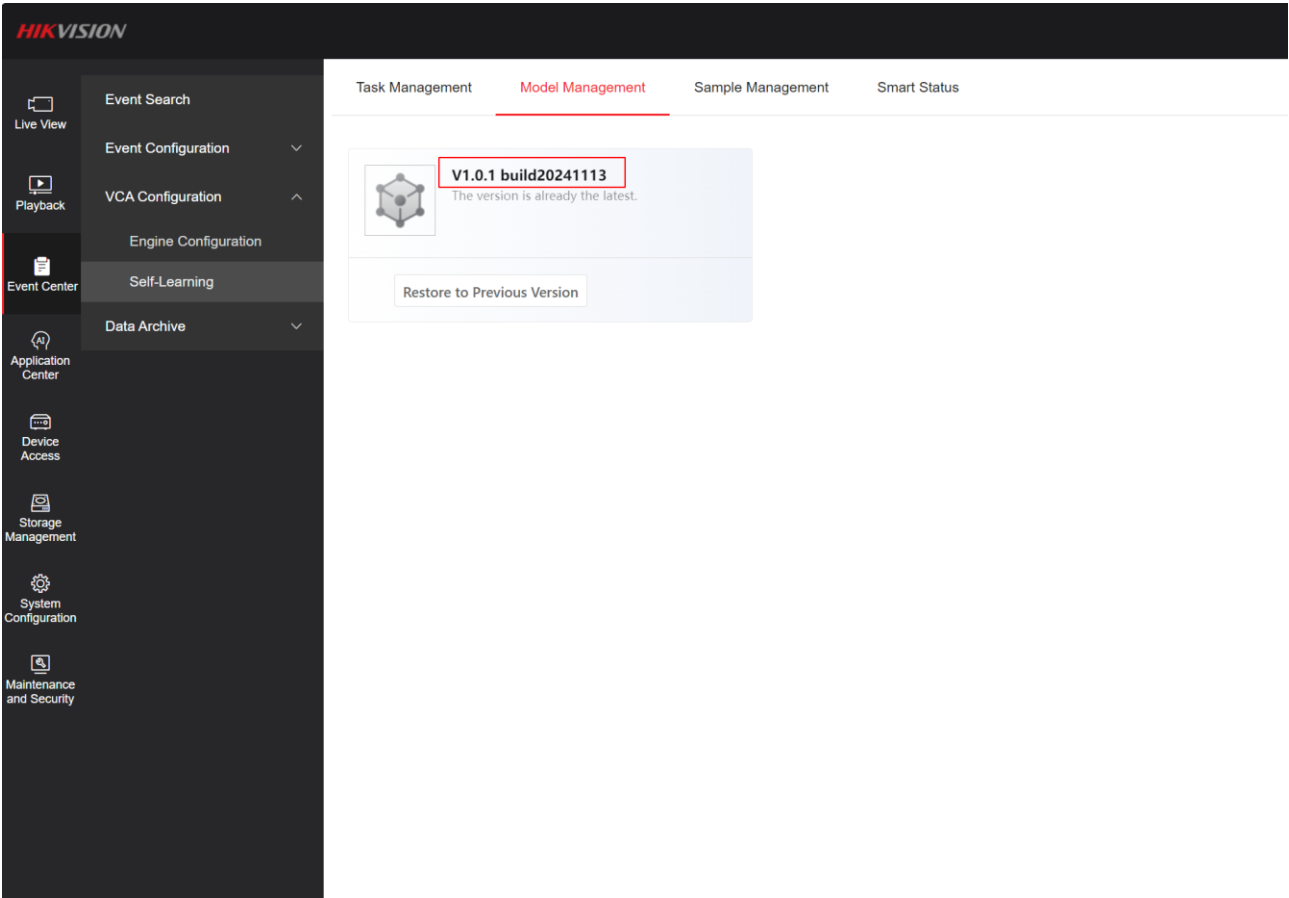 HIKVISION
Live View
Playback
Event Center
Application
Center
Device
Access
Storage
Management
System
Configuration
Maintenance
and Security
Event Search
Event Configuration
VCA Configuration
Engine Configuration
Self-Learning
Data Archive
Task Management Model Management Sample Management Smart Status
V1.0.1 build20241113
The version is already the latest.
Restore to Previous Version